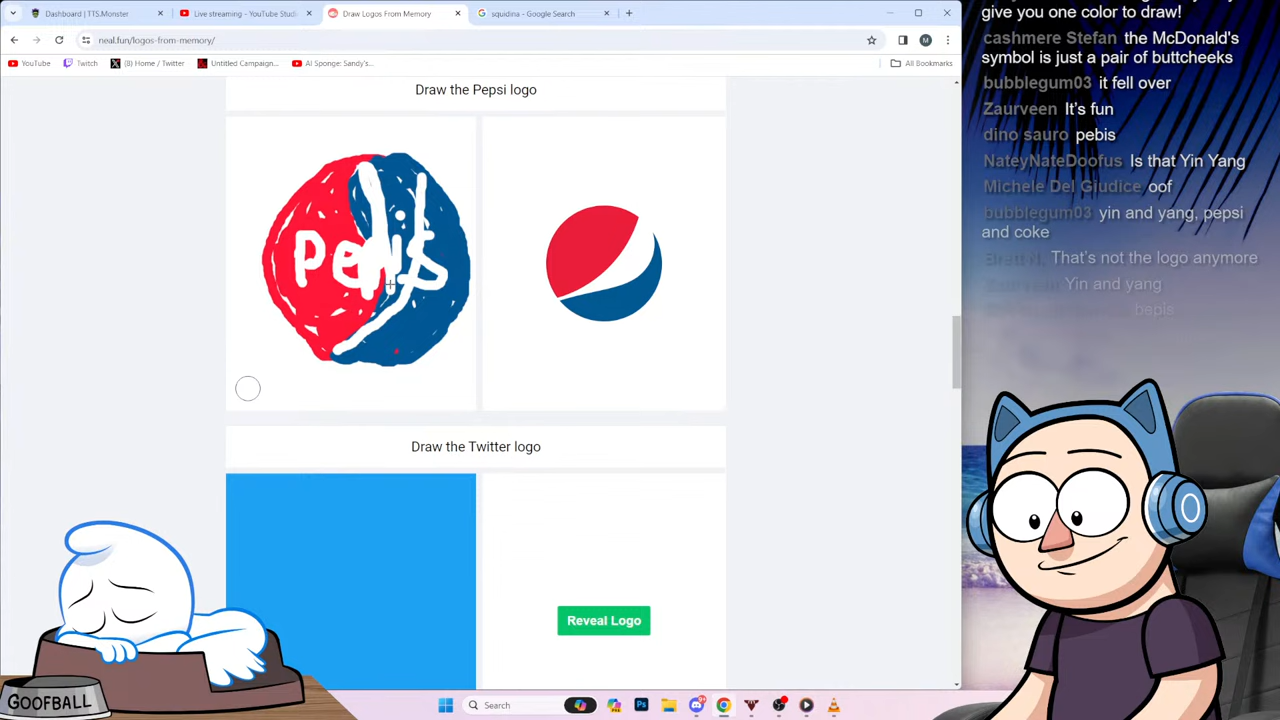 Dashboard | TTS.Monster
Live streaming - YouTube Studi
Draw Logos From Memory
squidina - Google Search
neal.fun/logos-from-memory/
YouTube
Twitch
(8) Home / Twitter
Untitled Campaign...
AI Sponge: Sandy's...
All Bookmarks
M
Draw the Pepsi logo
Draw the Twitter logo
Reveal Logo
give you one color to draw!
cashmere Stefan the McDonald's
symbol is just a pair of buttcheeks
bubblegum03 it fell over
Zaurveen It's fun
dino sauro pebis
NateyNateDoofus Is that Yin Yang
Michele Del Giudice oof
bubblegum03 yin and yang, pepsi
and coke
Brett N. That's not the logo anymore
Zaurveen Yin and yang
bepis
GOOFBALL
Search